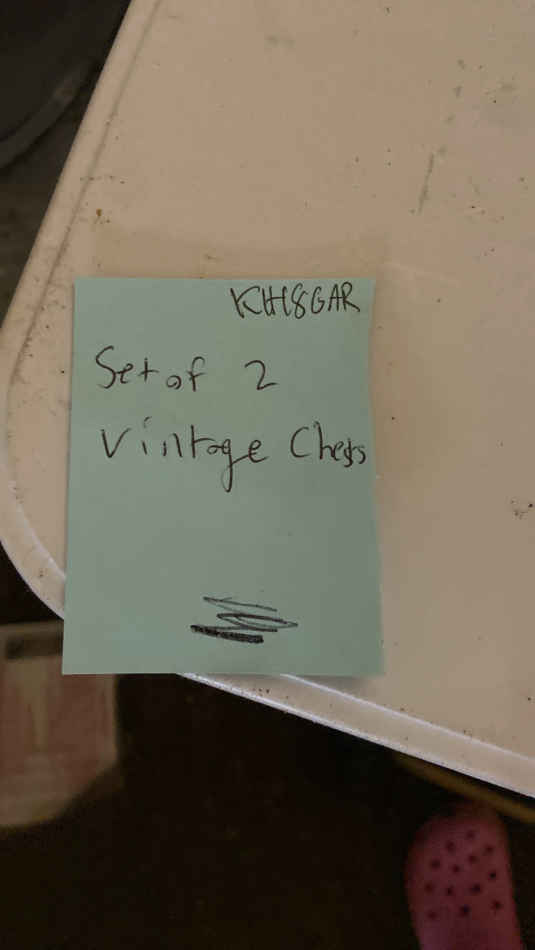 KH8GAR
Set of 2
Vintage Chests